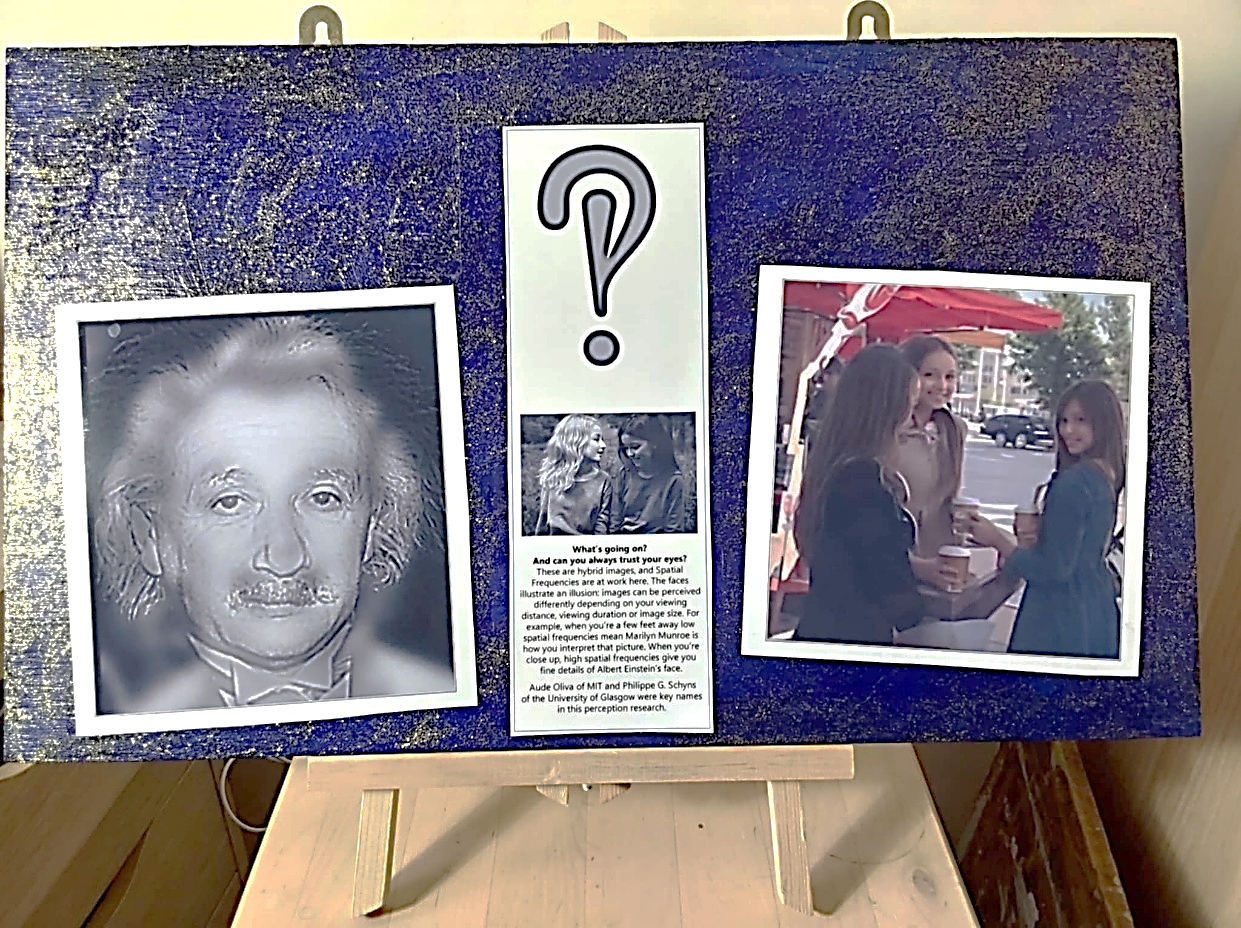 ?
What's going on?
And can you always trust your eyes?
These are hybrid images, and Spatial
Frequencies are at work here. The faces
illustrate an illusion: images can be perceived
differently depending on your viewing
distance, viewing duration or image size. For
example, when you're a few feet away low
spatial frequencies mean Marilyn Munroe is
how you interpret that picture. When you're
close up, high spatial frequencies give you
fine details of Albert Einstein's face.
Aude Oliva of MIT and Philippe G. Schyns
of the University of Glasgow were key names
in this perception research.